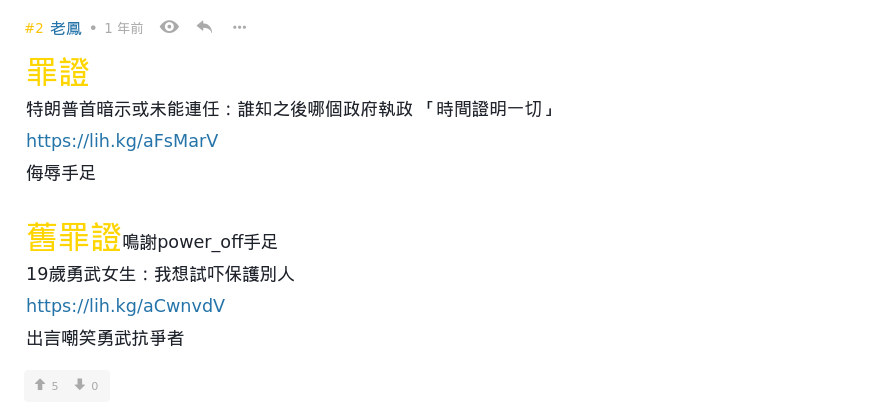 #2 老鳳 • 1 年前
罪證
特朗普首暗示或未能連任：誰知之後哪個政府執政 「時間證明一切」
https://lih.kg/aFsMarV
侮辱手足
舊罪證鳴謝power_off手足
19歲勇武女生：我想試吓保護別人
https://lih.kg/aCwnvdV
出言嘲笑勇武抗爭者
5 0